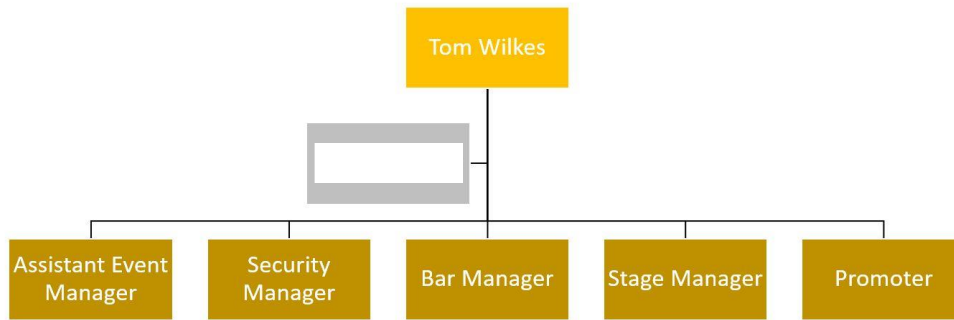 Tom Wilkes
Assistant Event
Manager
Security
Manager
Bar Manager
Stage Manager
Promoter